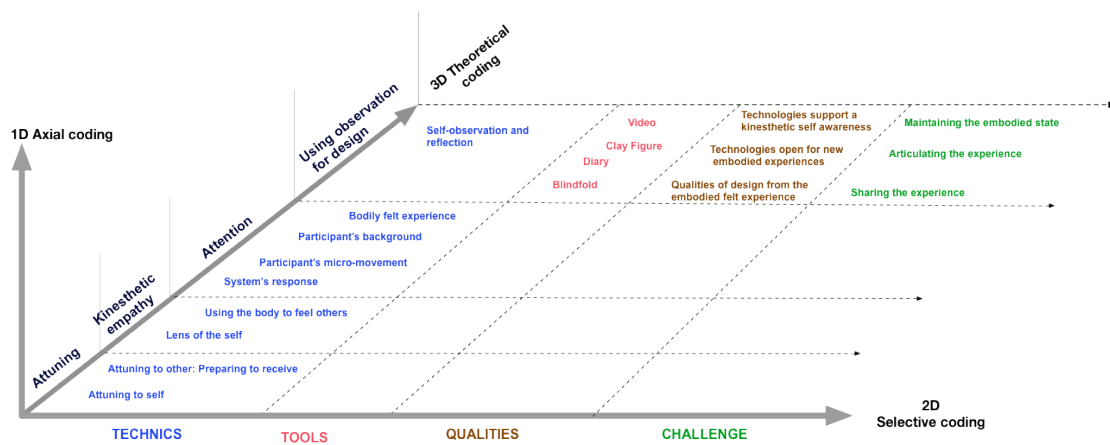 3D Theoretical
coding
1D Axial coding
Using observation
for design
Self-observation and
reflection
Video
Clay Figure
Diary
Blindfold
Technologies support a
kinesthetic self awareness
Technologies open for new
embodied experiences
Qualities of design from the
embodied felt experience
Maintaining the embodied state
Articulating the experience
Sharing the experience
Attention
Bodily felt experience
Participant's background
Participant's micro-movement
System's response
Kinesthetic
empathy
Using the body to feel others
Lens of the self
Attuning
Attuning to other: Preparing to receive
Attuning to self
2D
Selective coding
TECHNICS
TOOLS
QUALITIES
CHALLENGE